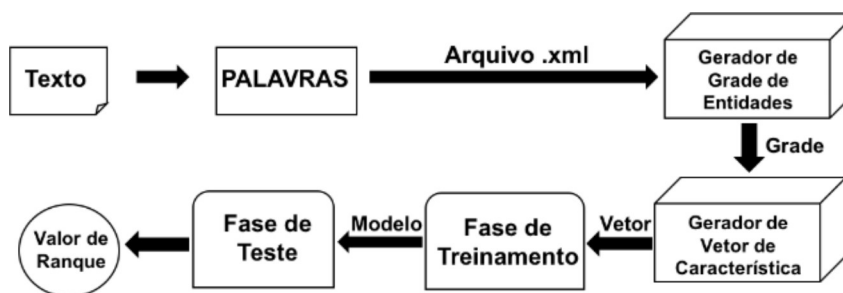 Texto
PALAVRAS
Arquivo .xml
Gerador de
Grade de
Entidades
Grade
Gerador de
Vetor de
Característica
Vetor
Fase de
Treinamento
Modelo
Fase de
Teste
Valor de
Ranque